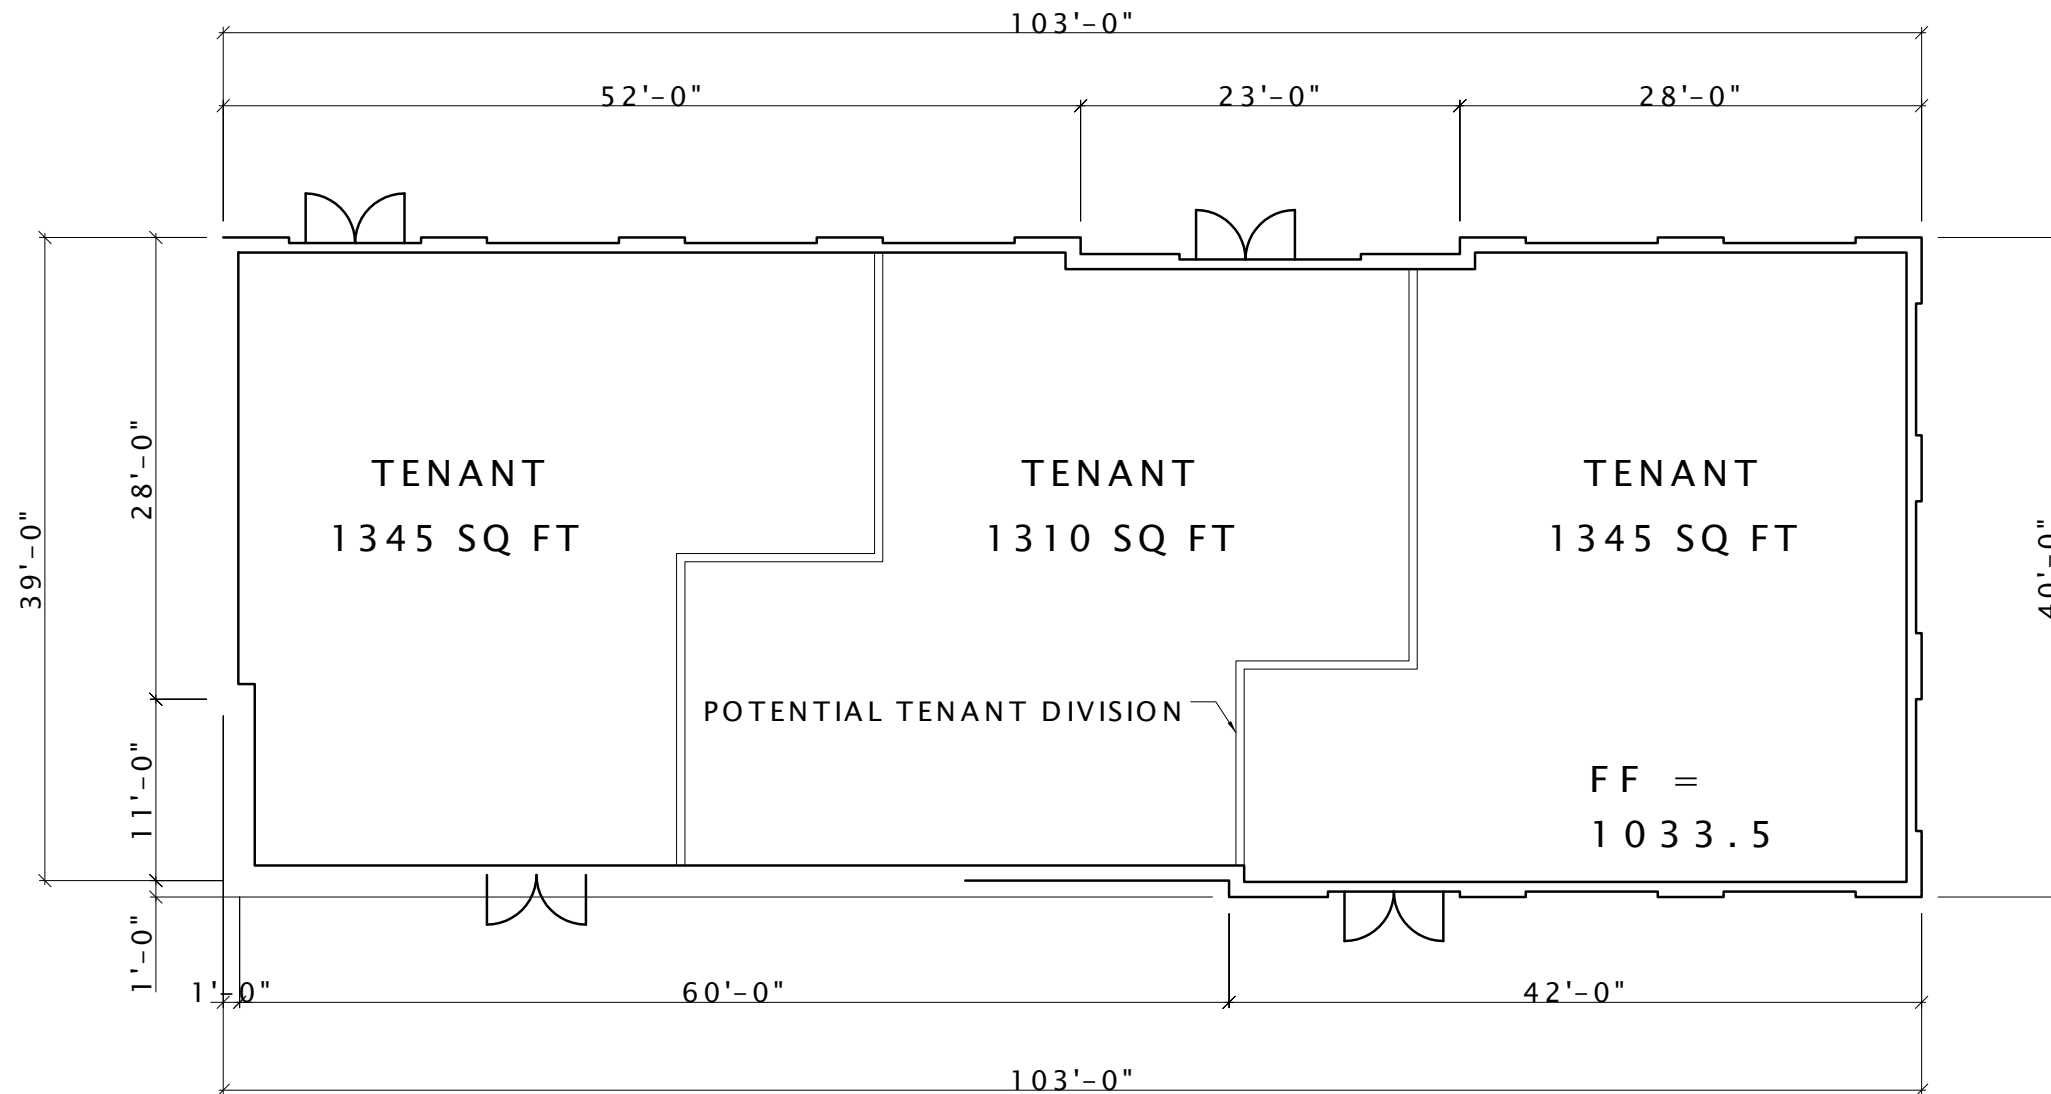 103'-0"
52'-0" 23'-0" 28'-0"
28'-0"
39'-0"
11'-0"
1'-0"
TENANT
1345 SQ FT
TENANT
1310 SQ FT
TENANT
1345 SQ FT
40'-0"
POTENTIAL TENANT DIVISION
FF =
1033.5
1'-0" 60'-0" 42'-0"
103'-0"